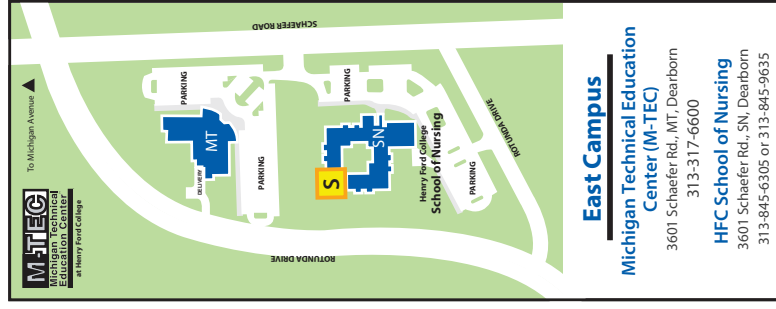 M-TEC
Michigan Technical
Education Center
at Henry Ford College
To Michigan Avenue
SCHAEFER ROAD
PARKING
DELIVERY
MT
PARKING
PARKING
S
SN
Henry Ford College
School of Nursing
PARKING
ROTUNDA DRIVE
ROTUNDA DRIVE
East Campus
Michigan Technical Education
Center (M-TEC)
3601 Schaefer Rd., MT, Dearborn
313-317-6600
HFC School of Nursing
3601 Schaefer Rd., SN, Dearborn
313-845-6305 or 313-845-9635